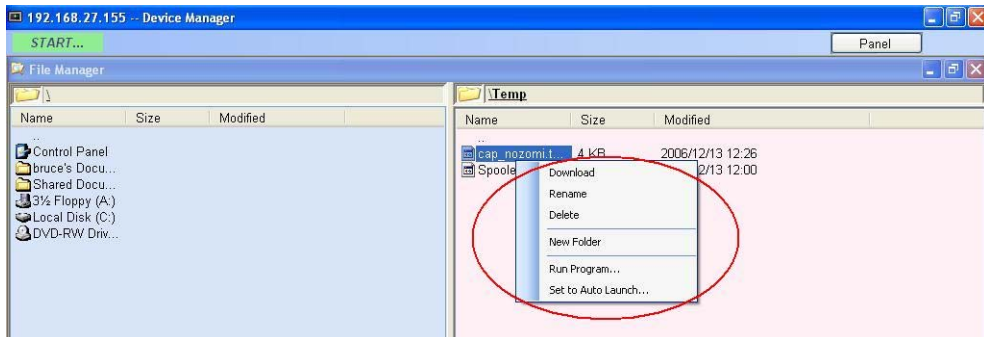 192.168.27.155 -- Device Manager
START...
Panel
File Manager
\
\Temp
Name Size Modified
Name Size Modified
..
..
Control Panel
bruce's Docu...
Shared Docu...
3½ Floppy (A:)
Local Disk (C:)
DVD-RW Driv...
cap_nozomi.t... 4 KB 2006/12/13 12:26
Spoole 2/13 12:00
Download
Rename
Delete
New Folder
Run Program...
Set to Auto Launch...